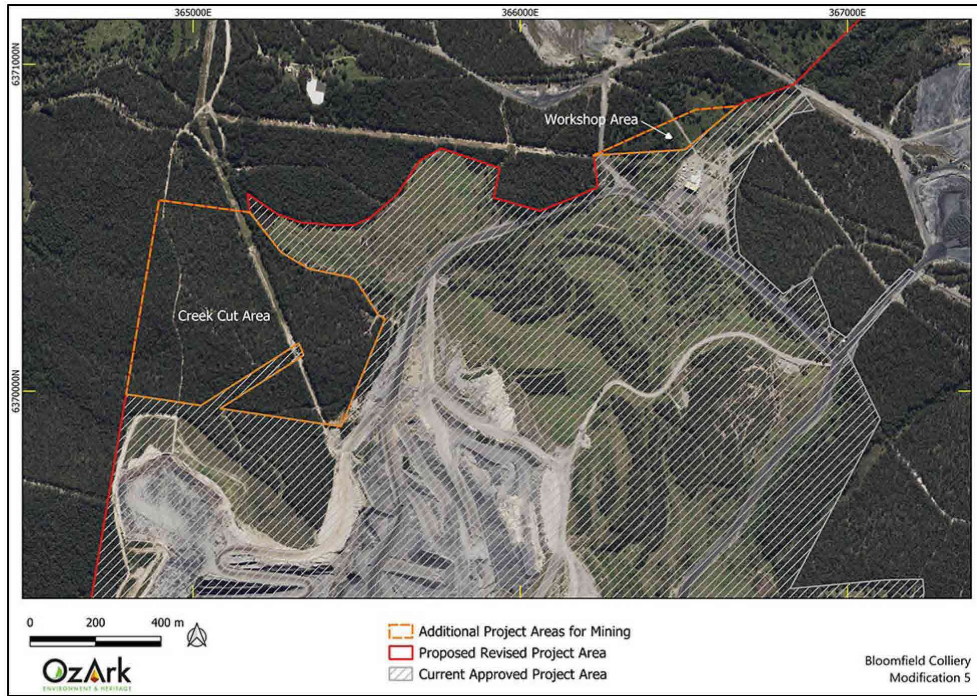 365000E
366000E
367000E
6371000N
6370000N
Workshop Area
Creek Cut Area
0 200 400 m
Additional Project Areas for Mining
Proposed Revised Project Area
Current Approved Project Area
OzArk
ENVIRONMENT & HERITAGE
Bloomfield Colliery
Modification 5